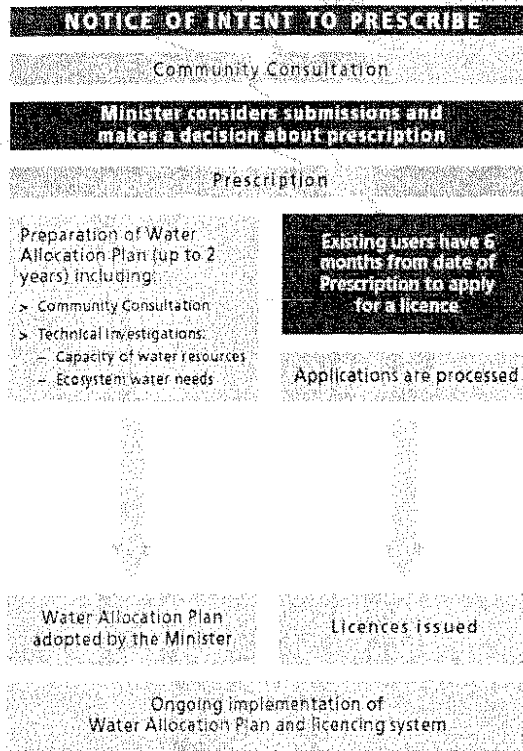 NOTICE OF INTENT TO PRESCRIBE
Community Consultation
Minister considers submissions and
makes a decision about prescription
Prescription
Preparation of Water
Allocation Plan (up to 2
years) including:
> Community Consultation
> Technical Investigations:
– Capacity of water resources
– Ecosystem water needs
Existing users have 6
months from date of
Prescription to apply
for a licence
Applications are processed
Water Allocation Plan
adopted by the Minister
Licences issued
Ongoing implementation of
Water Allocation Plan and licencing system